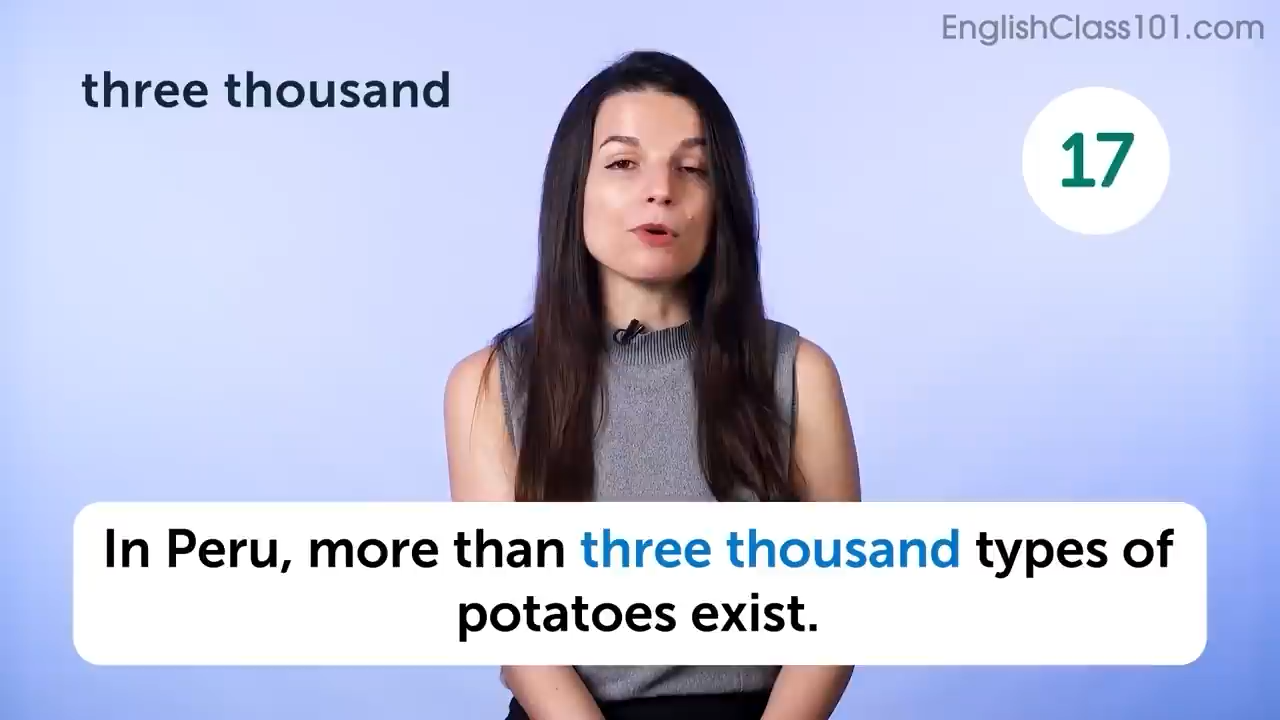 EnglishClass101.com
three thousand
17
In Peru, more than three thousand types of
potatoes exist.